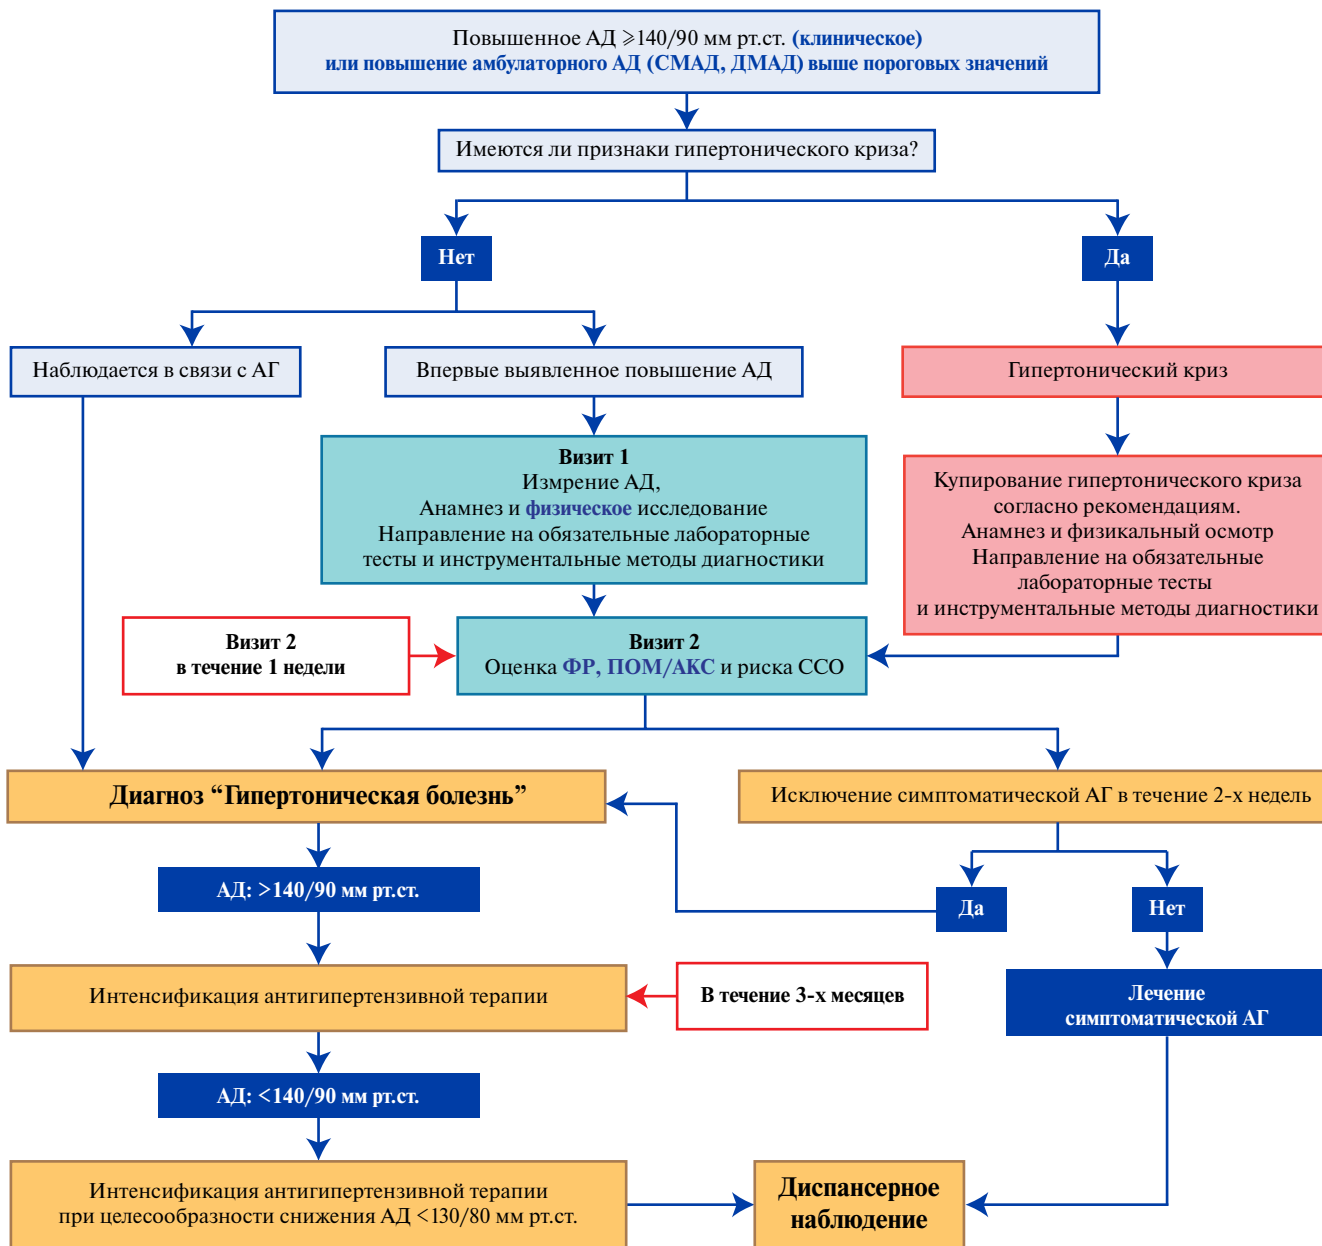 Повышенное АД ≥140/90 мм рт.ст. (клиническое)
или повышение амбулаторного АД (СМАД, ДМАД) выше пороговых значений
Имеются ли признаки гипертонического криза?
Нет
Да
Наблюдается в связи с АГ
Впервые выявленное повышение АД
Гипертонический криз
Визит 1
Измрение АД,
Анамнез и физическое исследование
Направление на обязательные лабораторные
тесты и инструментальные методы диагностики
Купирование гипертонического криза
согласно рекомендациям.
Анамнез и физикальный осмотр
Направление на обязательные
лабораторные тесты
и инструментальные методы диагностики
Визит 2
в течение 1 недели
Визит 2
Оценка ФР, ПОМ/АКС и риска ССО
Диагноз “Гипертоническая болезнь”
Исключение симптоматической АГ в течение 2-х недель
АД: >140/90 мм рт.ст.
Да
Нет
Интенсификация антигипертензивной терапии
В течение 3-х месяцев
Лечение
симптоматической АГ
АД: <140/90 мм рт.ст.
Интенсификация антигипертензивной терапии
при целесообразности снижения АД <130/80 мм рт.ст.
Диспансерное
наблюдение